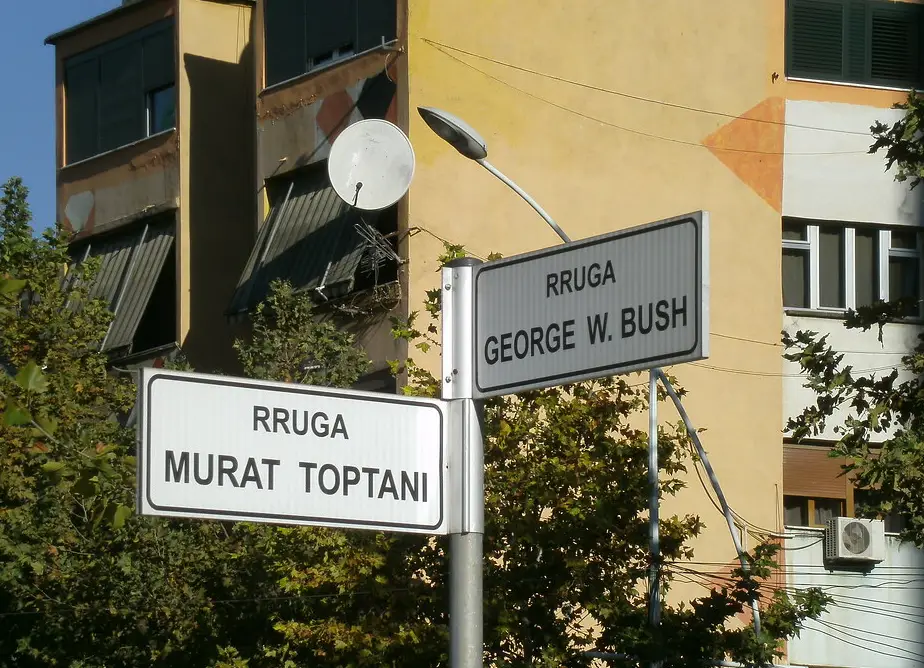 RRUGA
GEORGE W. BUSH
RRUGA
MURAT TOPTANI